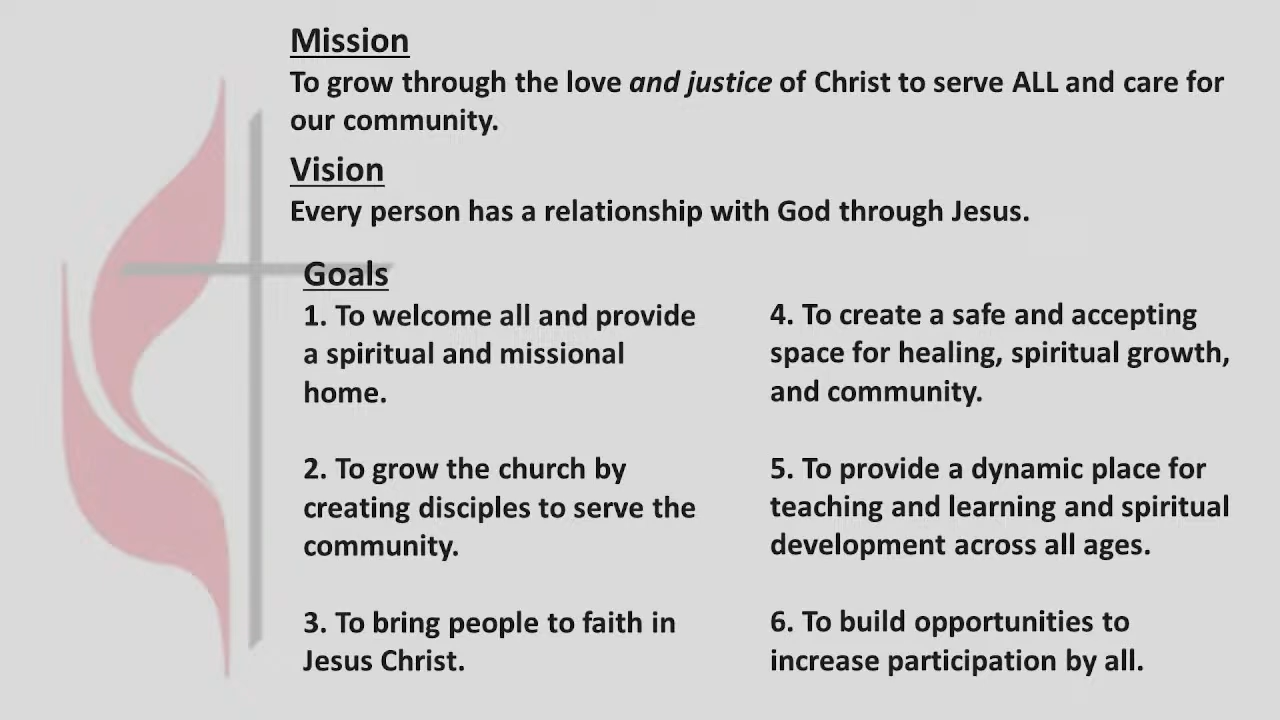 Mission
To grow through the love and justice of Christ to serve ALL and care for
our community.
Vision
Every person has a relationship with God through Jesus.
Goals
1. To welcome all and provide
a spiritual and missional
home.
2. To grow the church by
creating disciples to serve the
community.
3. To bring people to faith in
Jesus Christ.
4. To create a safe and accepting
space for healing, spiritual growth,
and community.
5. To provide a dynamic place for
teaching and learning and spiritual
development across all ages.
6. To build opportunities to
increase participation by all.